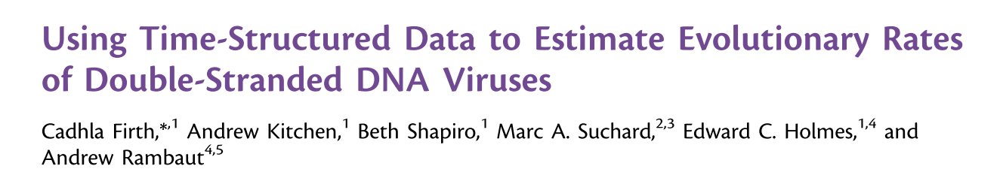 Using Time-Structured Data to Estimate Evolutionary Rates
of Double-Stranded DNA Viruses
Cadhla Firth,*,1 Andrew Kitchen,1 Beth Shapiro,1 Marc A. Suchard,2,3 Edward C. Holmes,1,4 and
Andrew Rambaut4,5